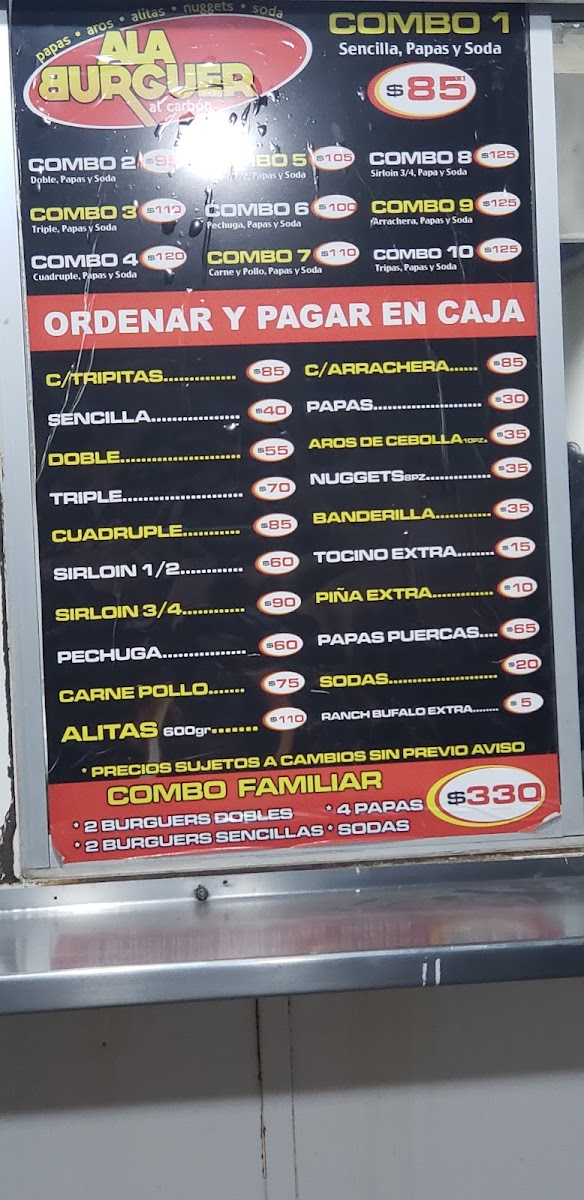 papas • aros • alitas • nuggets • soda
ALA
BURGUER
al carbón
COMBO 1
Sencilla, Papas y Soda
$85
COMBO 2 $95
Doble, Papas y Soda
COMBO 5 $105
1/2, Papas y Soda
COMBO 8 $125
Sirloin 3/4, Papa y Soda
COMBO 3 $110
Triple, Papas y Soda
COMBO 6 $100
Pechuga, Papas y Soda
COMBO 9 $125
Arrachera, Papas y Soda
COMBO 4 $120
Cuadruple, Papas y Soda
COMBO 7 $110
Carne y Pollo, Papas y Soda
COMBO 10 $125
Tripas, Papas y Soda
ORDENAR Y PAGAR EN CAJA
C/TRIPITAS.............. $85
SENCILLA.................. $40
DOBLE....................... $55
TRIPLE....................... $70
CUADRUPLE........... $85
SIRLOIN 1/2............ $60
SIRLOIN 3/4............ $90
PECHUGA................ $60
CARNE POLLO....... $75
ALITAS 600gr........ $110
C/ARRACHERA...... $85
PAPAS....................... $30
AROS DE CEBOLLA 10PZ. $35
NUGGETS 8PZ............. $35
BANDERILLA............ $35
TOCINO EXTRA........ $15
PIÑA EXTRA............. $10
PAPAS PUERCAS.... $65
SODAS....................... $20
RANCH BUFALO EXTRA........ $5
* PRECIOS SUJETOS A CAMBIOS SIN PREVIO AVISO
COMBO FAMILIAR
* 2 BURGUERS DOBLES * 4 PAPAS
* 2 BURGUERS SENCILLAS * SODAS
$330